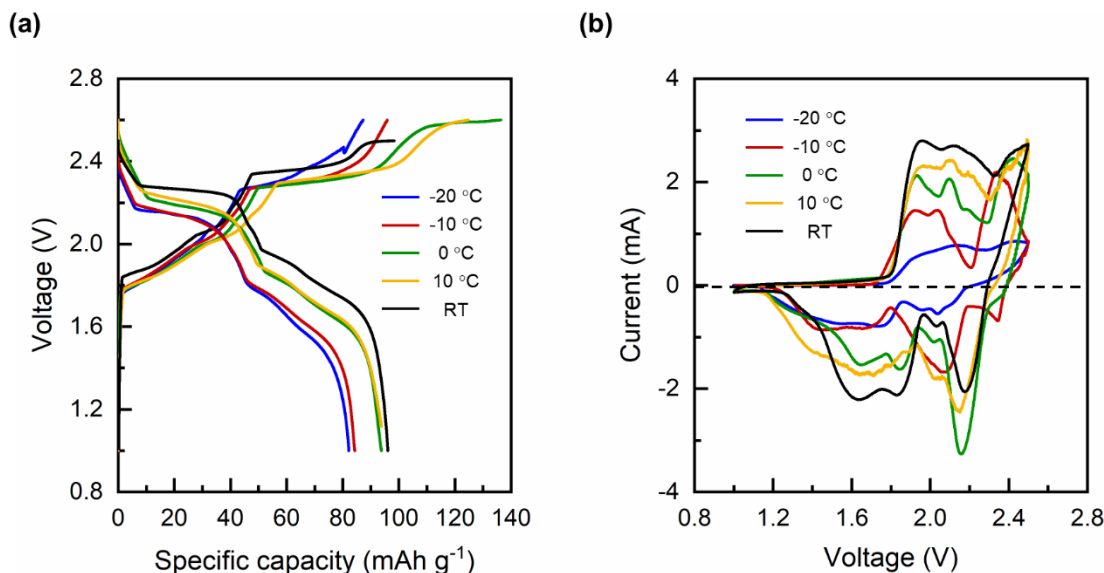 (a)
2.8
2.4
2.0
1.6
1.2
0.8
Voltage (V)
-20 °C
-10 °C
0 °C
10 °C
RT
0 20 40 60 80 100 120 140
Specific capacity (mAh g⁻¹)
(b)
4
2
0
-2
-4
Current (mA)
-20 °C
-10 °C
0 °C
10 °C
RT
0.8 1.2 1.6 2.0 2.4 2.8
Voltage (V)